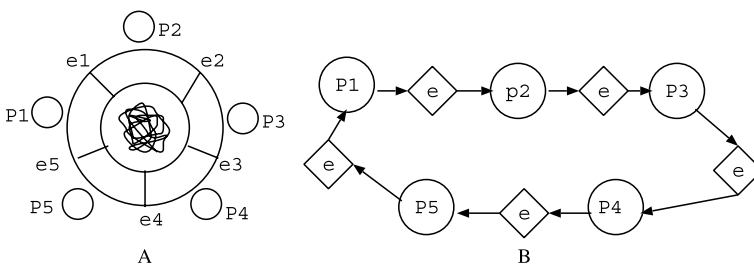 P2
e1 e2
P1 P3
e5 e3
P5 P4
e4
A
P1 e p2 e P3
e e
P5 e P4
B